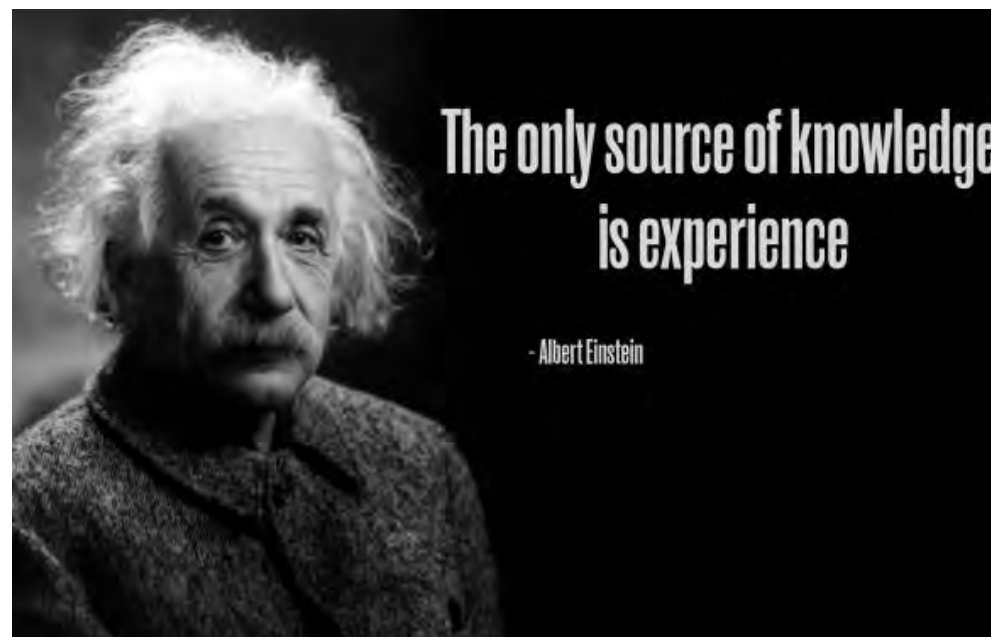 The only source of knowledge
is experience
- Albert Einstein